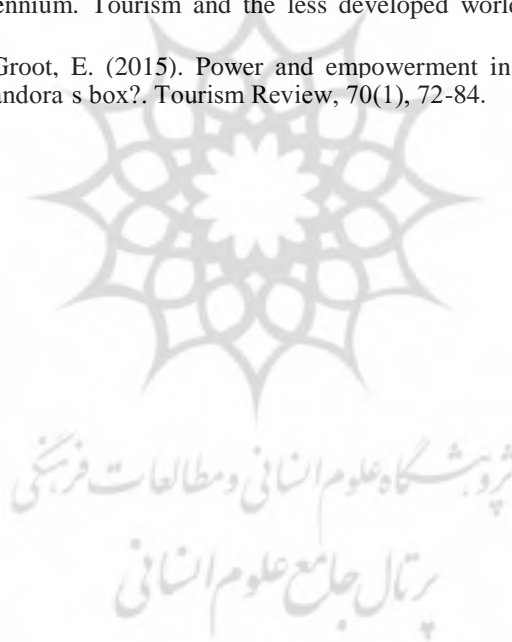 ennium. Tourism and the less developed world
Groot, E. (2015). Power and empowerment in
andora s box?. Tourism Review, 70(1), 72-84.
پژوهشگاه علوم انسانی و مطالعات فرهنگی
پرتال جامع علوم انسانی